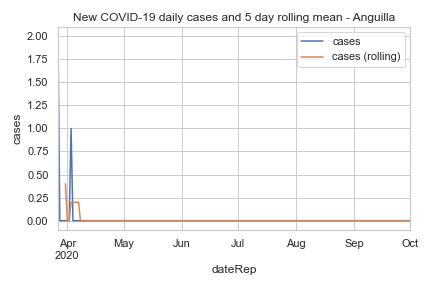 New COVID-19 daily cases and 5 day rolling mean - Anguilla
cases
cases (rolling)
2.00
1.75
1.50
1.25
1.00
0.75
0.50
0.25
0.00
cases
Apr May Jun Jul Aug Sep Oct
2020
dateRep